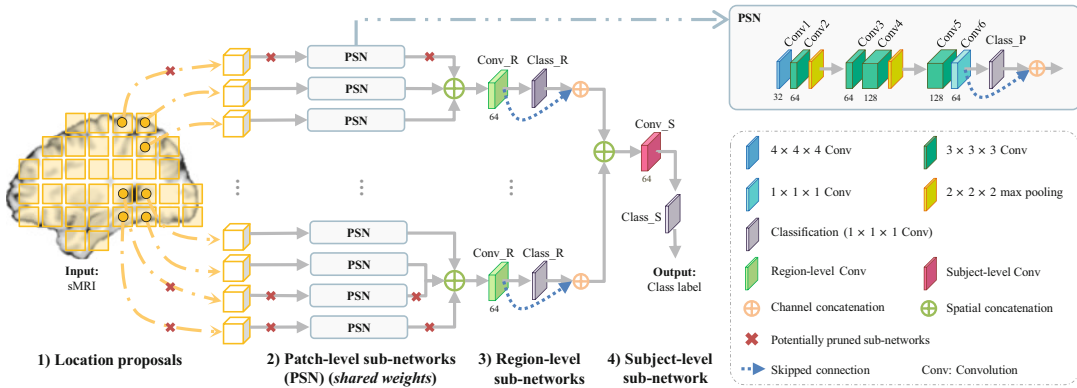 PSN
Conv1
Conv2
Conv3
Conv4
Conv5
Conv6
Class_P
32
64
64
128
128
64
PSN
PSN
PSN
Conv_R
Class_R
64
Conv_S
64
Class_S
PSN
PSN
PSN
PSN
Conv_R
Class_R
64
Input:
sMRI
Output:
Class label
1) Location proposals
2) Patch-level sub-networks
(PSN) (shared weights)
3) Region-level
sub-networks
4) Subject-level
sub-network
4 × 4 × 4 Conv
3 × 3 × 3 Conv
1 × 1 × 1 Conv
2 × 2 × 2 max pooling
Classification (1 × 1 × 1 Conv)
Region-level Conv
Subject-level Conv
Channel concatenation
Spatial concatenation
Potentially pruned sub-networks
Skipped connection
Conv: Convolution